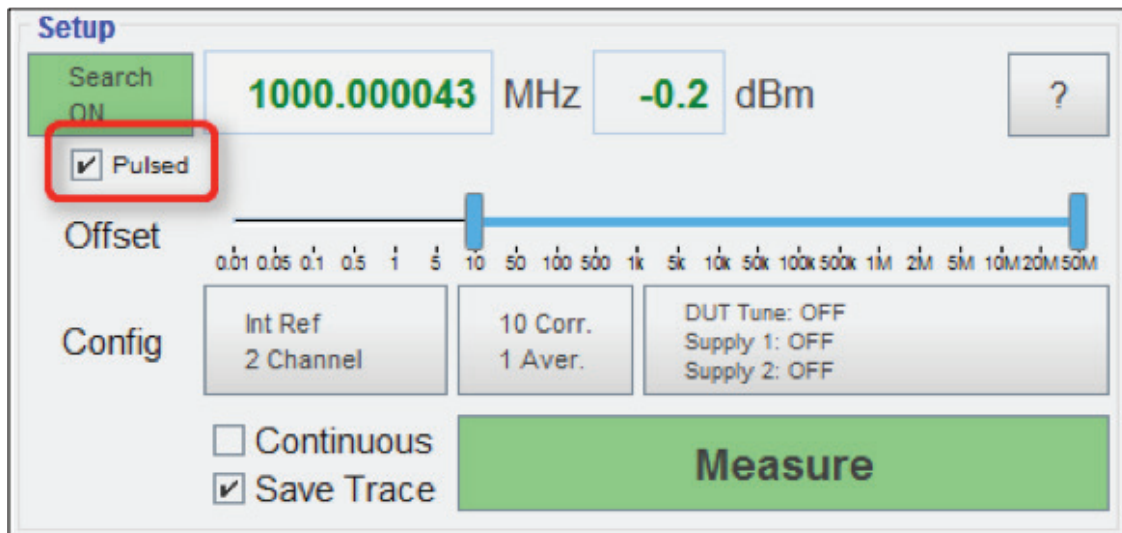 Setup
Search
ON
1000.000043 MHz -0.2 dBm ?
Pulsed
Offset
0.01 0.05 0.1 0.5 1 5 10 50 100 500 1k 5k 10k 50k 100k 500k 1M 2M 5M 10M 20M 50M
Config
Int Ref
2 Channel
10 Corr.
1 Aver.
DUT Tune: OFF
Supply 1: OFF
Supply 2: OFF
Continuous
Save Trace
Measure